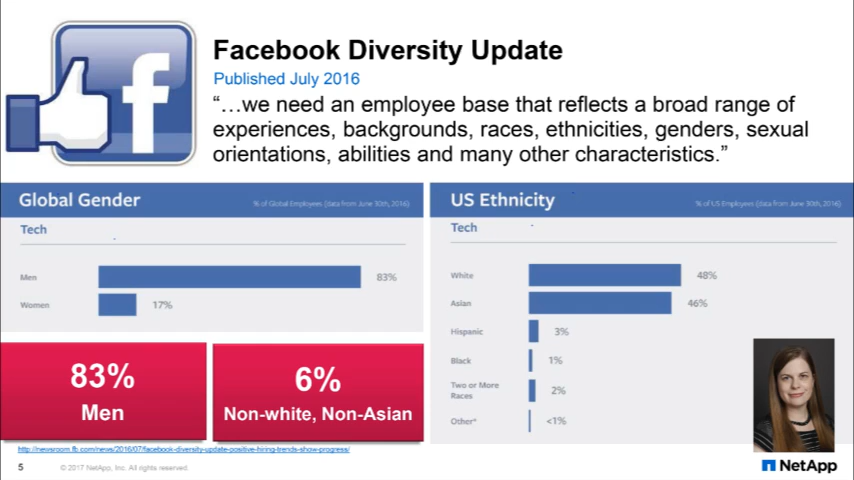 f
Facebook Diversity Update
Published July 2016
“…we need an employee base that reflects a broad range of
experiences, backgrounds, races, ethnicities, genders, sexual
orientations, abilities and many other characteristics.”
Global Gender
% of Global Employees (data from June 30th, 2016)
Tech
Men
83%
Women
17%
83%
Men
6%
Non-white, Non-Asian
US Ethnicity
% of US Employees (data from June 30th, 2016)
Tech
White
48%
Asian
46%
Hispanic
3%
Black
1%
Two or More
Races
2%
Other*
<1%
http://newsroom.fb.com/news/2016/07/facebook-diversity-update-positive-hiring-trends-show-progress/
5
© 2017 NetApp, Inc. All rights reserved.
NetApp